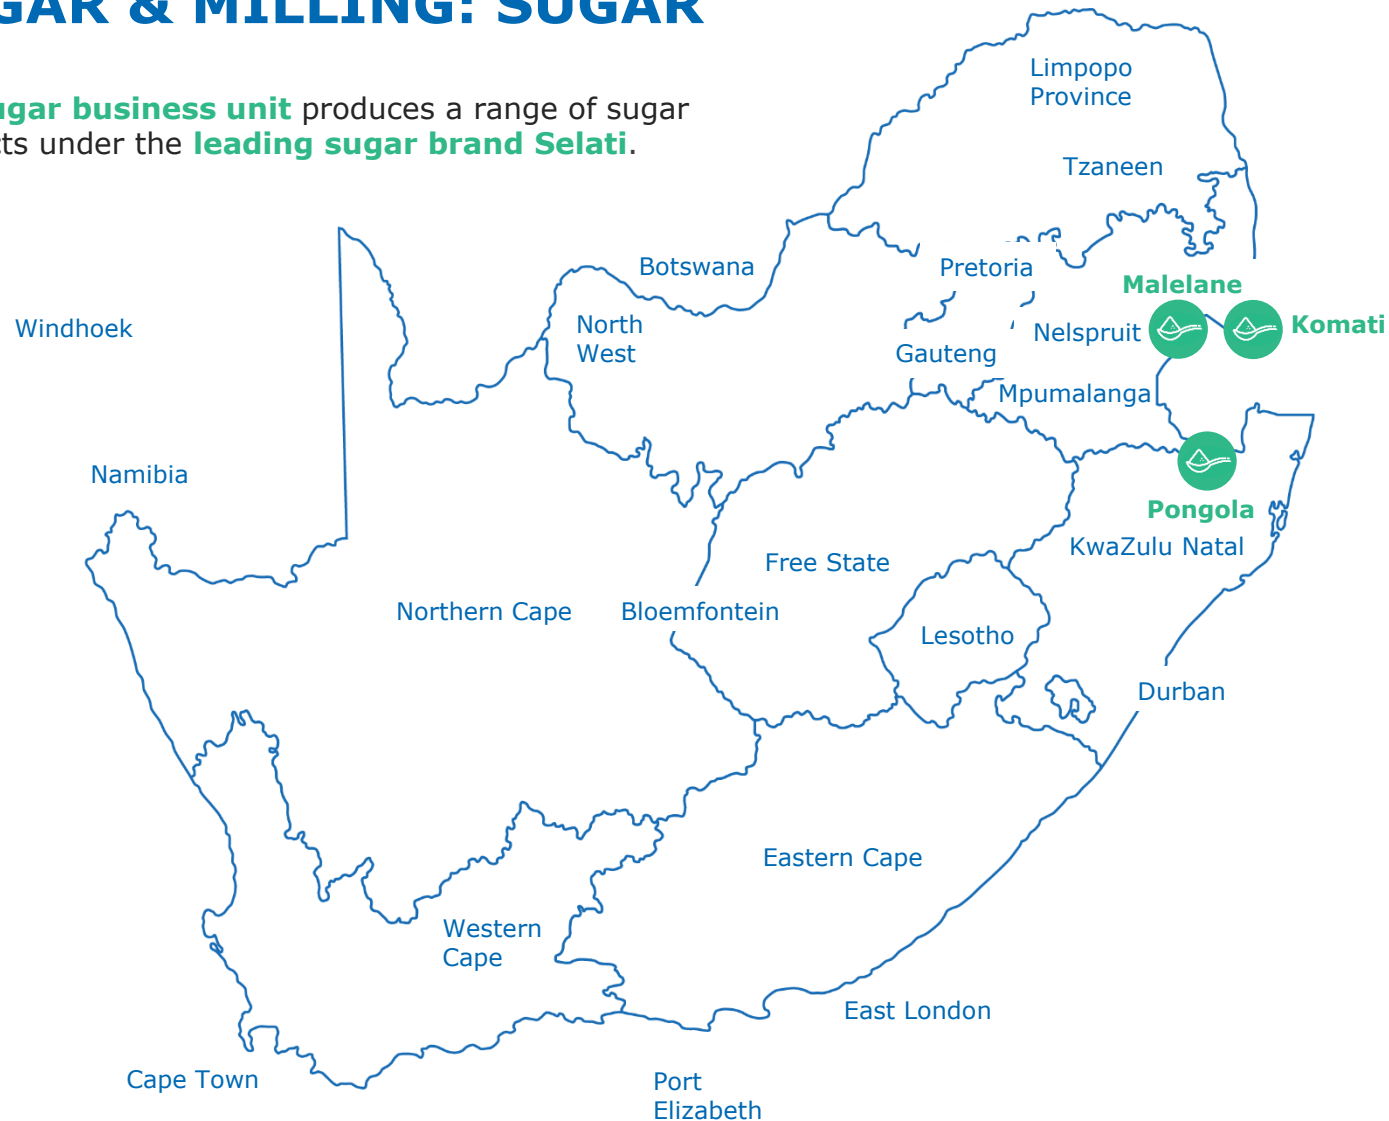 GAR & MILLING: SUGAR
ugar business unit produces a range of sugar
cts under the leading sugar brand Selati.
Limpopo
Province
Tzaneen
Botswana
Pretoria
Malelane
Windhoek
North
West
Nelspruit
Komati
Gauteng
Mpumalanga
Namibia
Pongola
KwaZulu Natal
Free State
Northern Cape
Bloemfontein
Lesotho
Durban
Eastern Cape
Western
Cape
East London
Cape Town
Port
Elizabeth